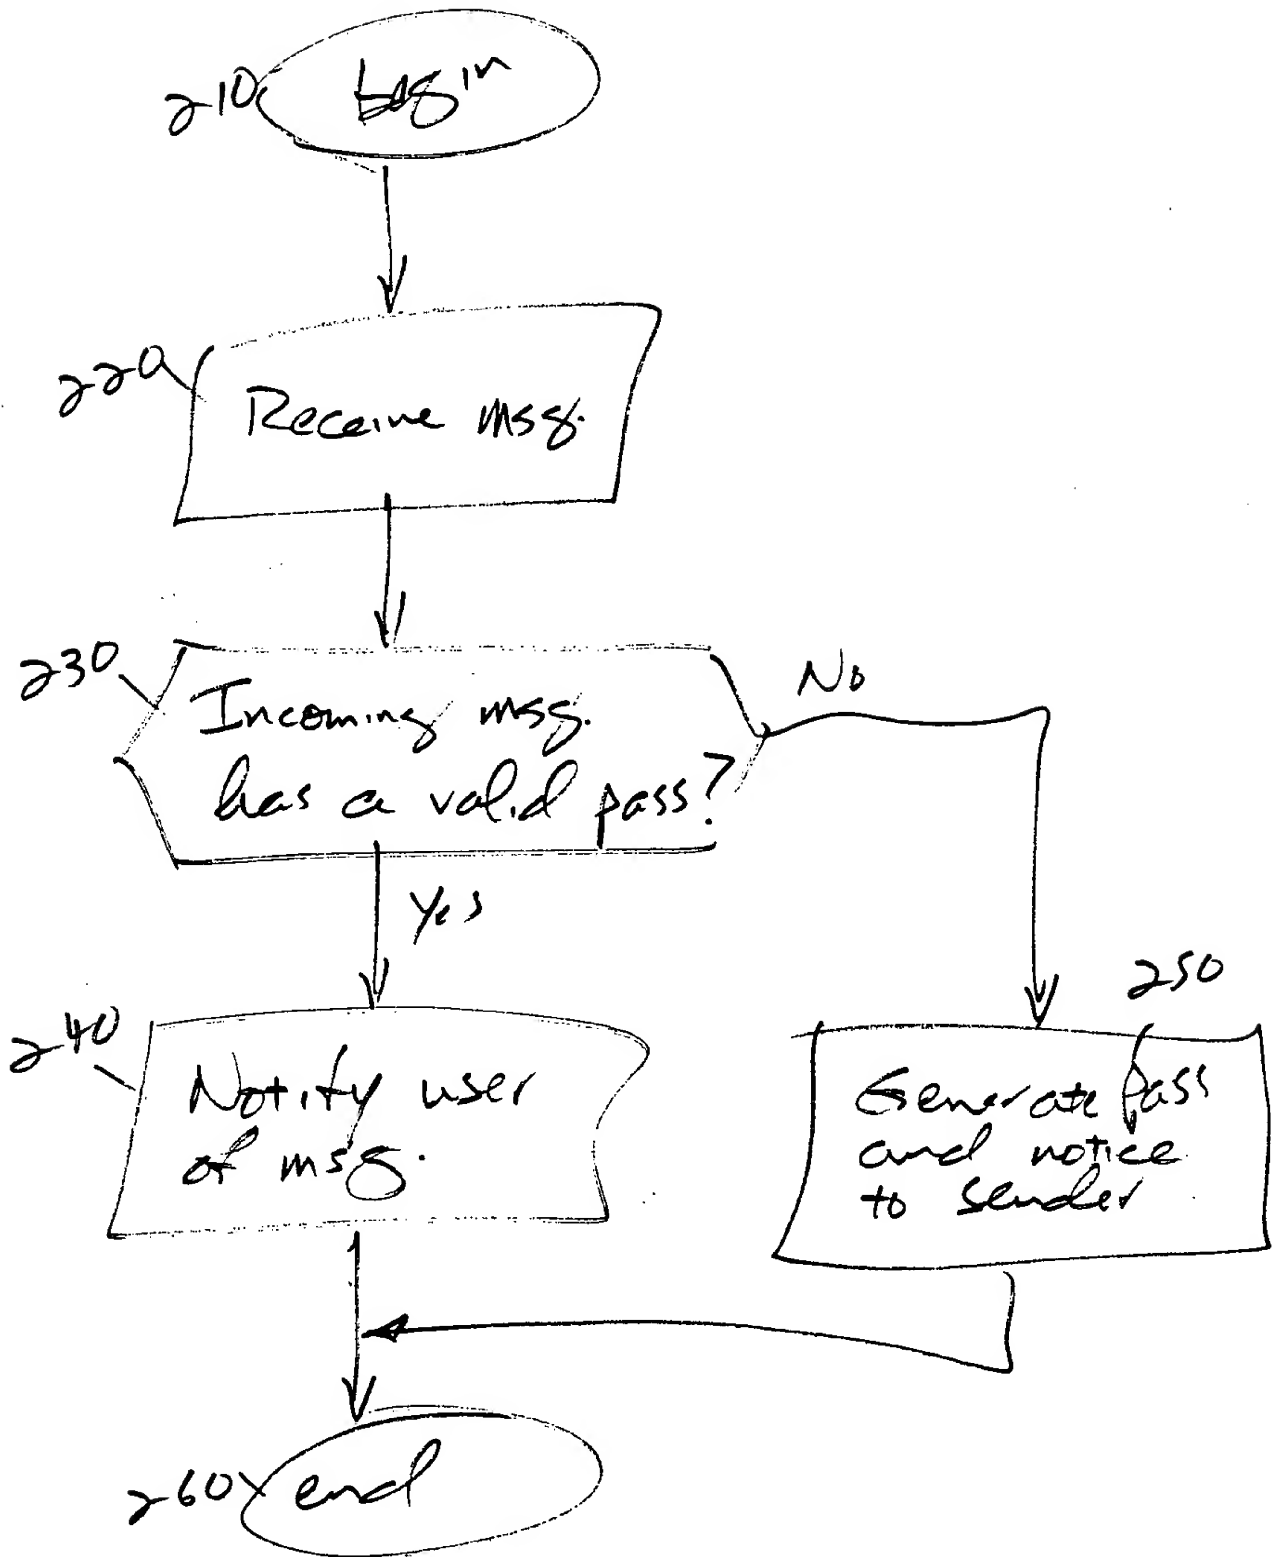 210
begin
220
Receive msg.
230
Incoming msg.
has a valid pass?
No
Yes
240
Notify user
of msg.
250
Generate pass
and notice
to sender
260
end